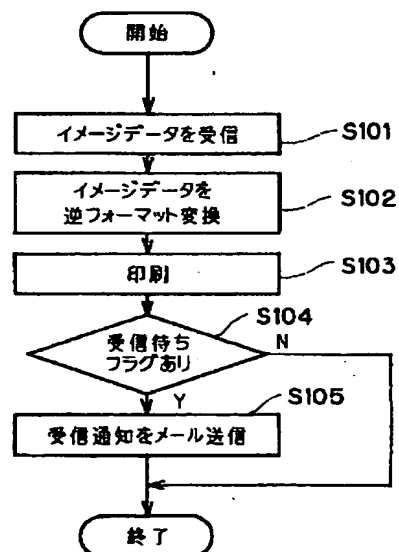 開始
イメージデータを受信
S101
イメージデータを
逆フォーマット変換
S102
印刷
S103
S104
受信待ち
フラグあり
N
Y
S105
受信通知をメール送信
終了